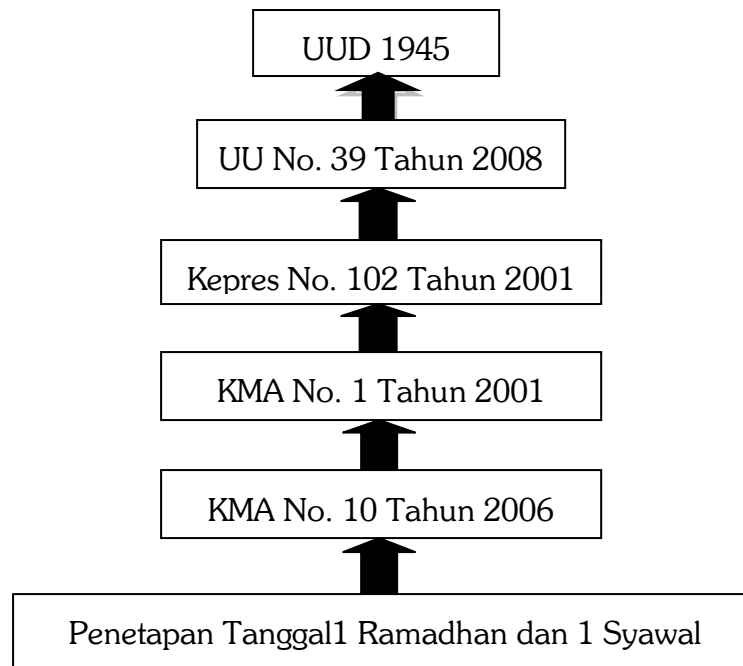 UUD 1945
UU No. 39 Tahun 2008
Kepres No. 102 Tahun 2001
KMA No. 1 Tahun 2001
KMA No. 10 Tahun 2006
Penetapan Tanggal1 Ramadhan dan 1 Syawal